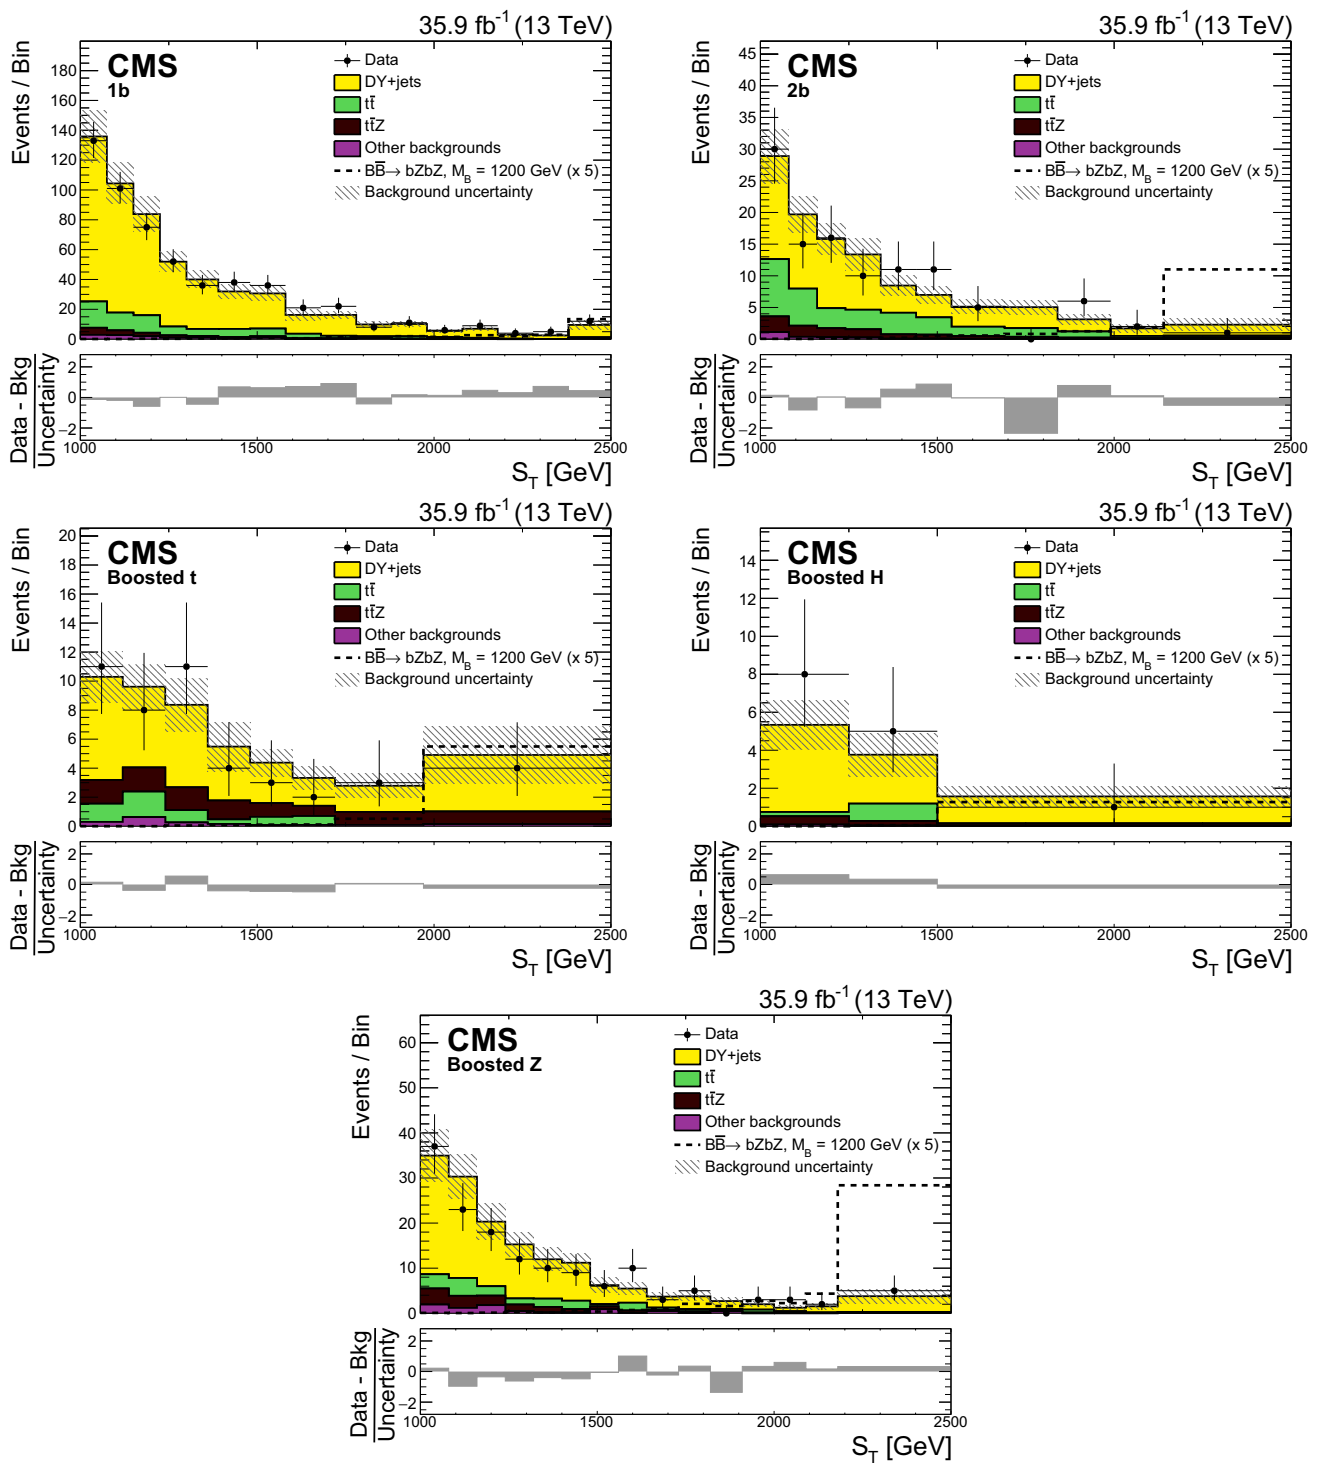 35.9 fb⁻¹ (13 TeV)
Events / Bin
180
160
140
120
100
80
60
40
20
0
CMS
1b
Data
DY+jets
tt̄
tt̄Z
Other backgrounds
BB̄→ bZbZ, M_B = 1200 GeV (x 5)
Background uncertainty
Data - Bkg
Uncertainty
2
0
−2
1000 1500 2000 2500
S_T [GeV]
35.9 fb⁻¹ (13 TeV)
Events / Bin
45
40
35
30
25
20
15
10
5
0
CMS
2b
Data
DY+jets
tt̄
tt̄Z
Other backgrounds
BB̄→ bZbZ, M_B = 1200 GeV (x 5)
Background uncertainty
Data - Bkg
Uncertainty
2
0
−2
1000 1500 2000 2500
S_T [GeV]
35.9 fb⁻¹ (13 TeV)
Events / Bin
20
18
16
14
12
10
8
6
4
2
0
CMS
Boosted t
Data
DY+jets
tt̄
tt̄Z
Other backgrounds
BB̄→ bZbZ, M_B = 1200 GeV (x 5)
Background uncertainty
Data - Bkg
Uncertainty
2
0
−2
1000 1500 2000 2500
S_T [GeV]
35.9 fb⁻¹ (13 TeV)
Events / Bin
14
12
10
8
6
4
2
0
CMS
Boosted H
Data
DY+jets
tt̄
tt̄Z
Other backgrounds
BB̄→ bZbZ, M_B = 1200 GeV (x 5)
Background uncertainty
Data - Bkg
Uncertainty
2
0
−2
1000 1500 2000 2500
S_T [GeV]
35.9 fb⁻¹ (13 TeV)
Events / Bin
60
50
40
30
20
10
0
CMS
Boosted Z
Data
DY+jets
tt̄
tt̄Z
Other backgrounds
BB̄→ bZbZ, M_B = 1200 GeV (x 5)
Background uncertainty
Data - Bkg
Uncertainty
2
0
−2
1000 1500 2000 2500
S_T [GeV]